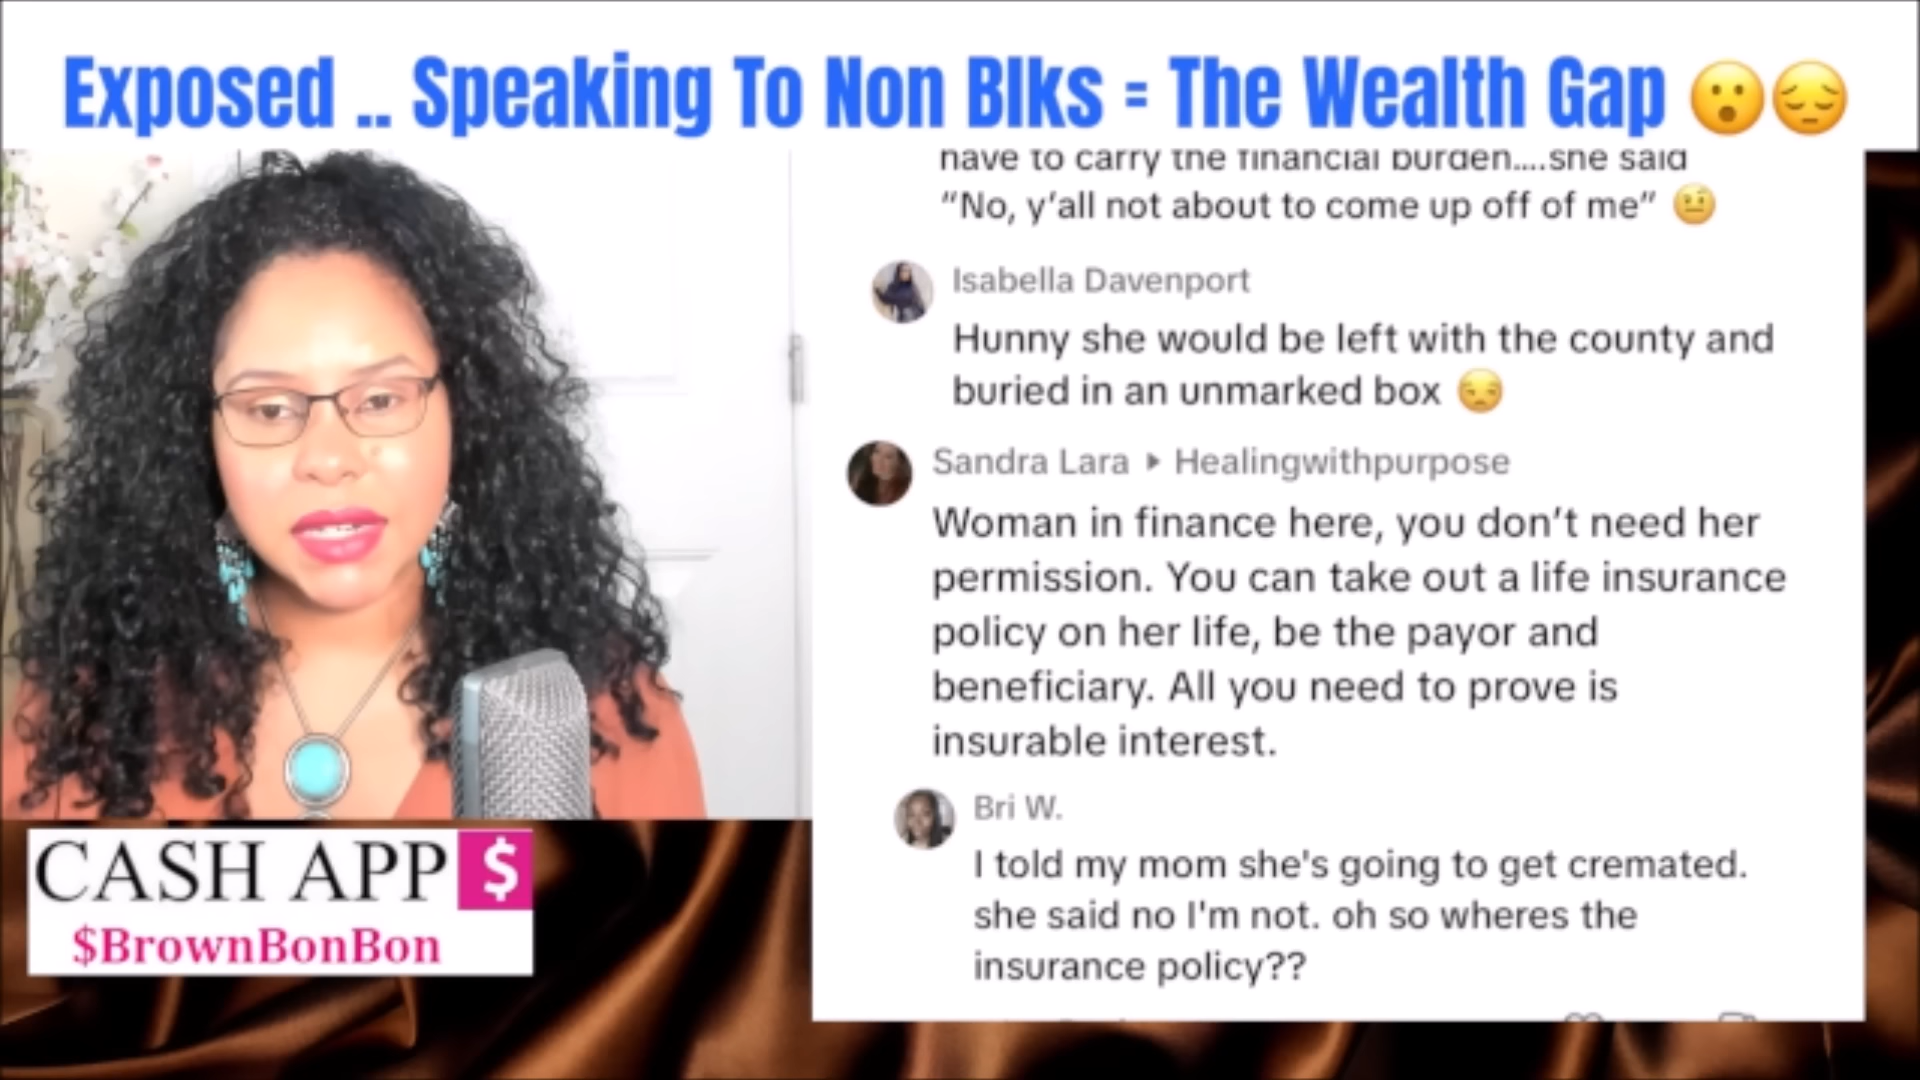 Exposed .. Speaking To Non Blks = The Wealth Gap 😮😔
have to carry the financial burden....she said
“No, y’all not about to come up off of me” 🤨
Isabella Davenport
Hunny she would be left with the county and
buried in an unmarked box 😒
Sandra Lara ▸ Healingwithpurpose
Woman in finance here, you don’t need her
permission. You can take out a life insurance
policy on her life, be the payor and
beneficiary. All you need to prove is
insurable interest.
Bri W.
I told my mom she's going to get cremated.
she said no I'm not. oh so wheres the
insurance policy??
CASH APP $
$BrownBonBon